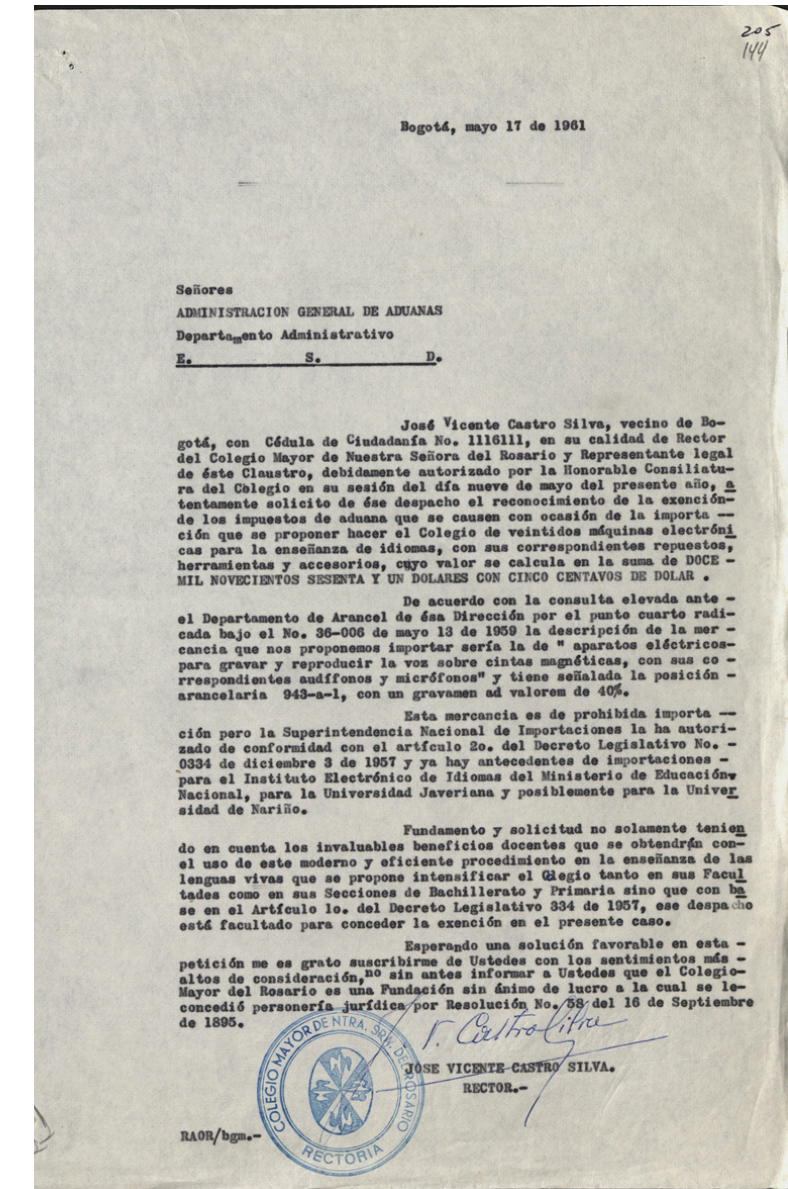 205
144
Bogotá, mayo 17 de 1961
Señores
ADMINISTRACION GENERAL DE ADUANAS
Departamento Administrativo
E. S. D.
José Vicente Castro Silva, vecino de Bo-
gotá, con Cédula de Ciudadanía No. 1116111, en su calidad de Rector
del Colegio Mayor de Nuestra Señora del Rosario y Representante legal
de éste Claustro, debidamente autorizado por la Honorable Consiliatu-
ra del Colegio en su sesión del día nueve de mayo del presente año, a
tentamente solicito de ése despacho el reconocimiento de la exención-
de los impuestos de aduana que se causen con ocasión de la importa --
ción que se proponer hacer el Colegio de veintidos máquinas electróni
cas para la enseñanza de idiomas, con sus correspondientes repuestos,
herramientas y accesorios, cuyo valor se calcula en la suma de DOCE -
MIL NOVECIENTOS SESENTA Y UN DOLARES CON CINCO CENTAVOS DE DOLAR .
De acuerdo con la consulta elevada ante -
el Departamento de Arancel de ésa Dirección por el punto cuarto radi-
cada bajo el No. 36-006 de mayo 13 de 1959 la descripción de la mer -
cancia que nos proponemos importar sería la de " aparatos eléctricos-
para gravar y reproducir la voz sobre cintas magnéticas, con sus co -
rrespondientes audífonos y micrófonos" y tiene señalada la posición -
arancelaria 943-a-1, con un gravamen ad valorem de 40%.
Esta mercancia es de prohibida importa --
ción pero la Superintendencia Nacional de Importaciones la ha autori-
zado de conformidad con el artículo 2o. del Decreto Legislativo No. -
0334 de diciembre 3 de 1957 y ya hay antecedentes de importaciones -
para el Instituto Electrónico de Idiomas del Ministerio de Educación
Nacional, para la Universidad Javeriana y posiblemente para la Univer
sidad de Nariño.
Fundamento y solicitud no solamente tenien
do en cuenta los invaluables beneficios docentes que se obtendrán con-
el uso de este moderno y eficiente procedimiento en la enseñanza de las
lenguas vivas que se propone intensificar el Colegio tanto en sus Facul
tades como en sus Secciones de Bachillerato y Primaria sino que con ba
se en el Artículo 1o. del Decreto Legislativo 334 de 1957, ese despacho
está facultado para conceder la exención en el presente caso.
Esperando una solución favorable en esta -
petición me es grato suscribirme de Ustedes con los sentimientos más -
altos de consideración, no sin antes informar a Ustedes que el Colegio-
Mayor del Rosario es una Fundación sin ánimo de lucro a la cual se le-
concedió personería jurídica por Resolución No. 58 del 16 de Septiembre
de 1895.
V. Castro Silva
JOSE VICENTE CASTRO SILVA.
RECTOR.-
COLEGIO MAYOR DE NTRA. SRA. DEL ROSARIO
RECTORIA
RAOR/bgm.-